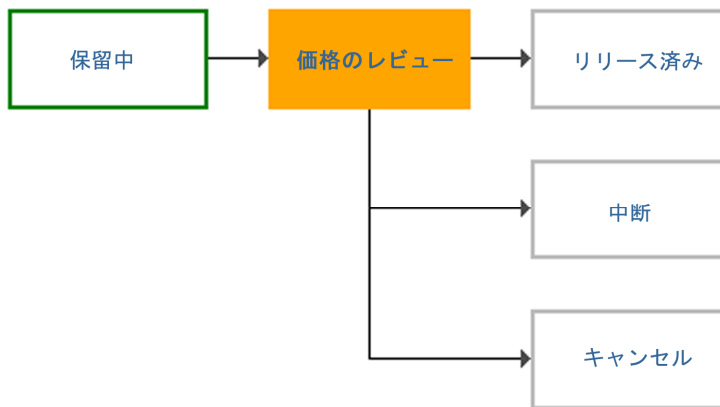 保留中
価格のレビュー
リリース済み
中断
キャンセル